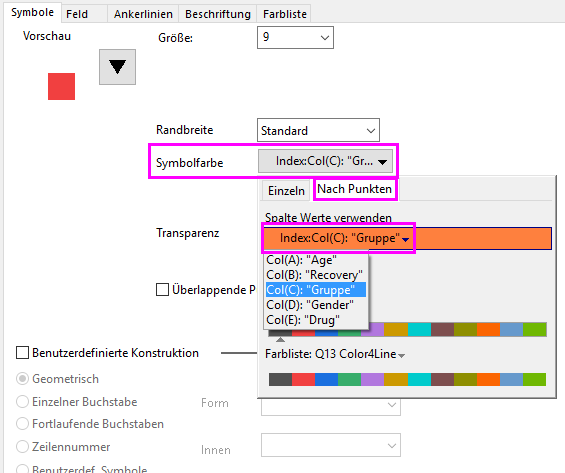 Symbole Feld Ankerlinien Beschriftung Farbliste
Vorschau Größe: 9
Randbreite Standard
Symbolfarbe Index:Col(C): "Gr...
Einzeln Nach Punkten
Spalte Werte verwenden
Transparenz Index:Col(C): "Gruppe"
Col(A): "Age"
Col(B): "Recovery"
Col(C): "Gruppe"
Überlappende P
Col(D): "Gender"
Col(E): "Drug"
Benutzerdefinierte Konstruktion
Farbliste: Q13 Color4Line
Geometrisch
Einzelner Buchstabe Form
Fortlaufende Buchstaben
Zeilennummer Innen
Benutzerdef. Symbole